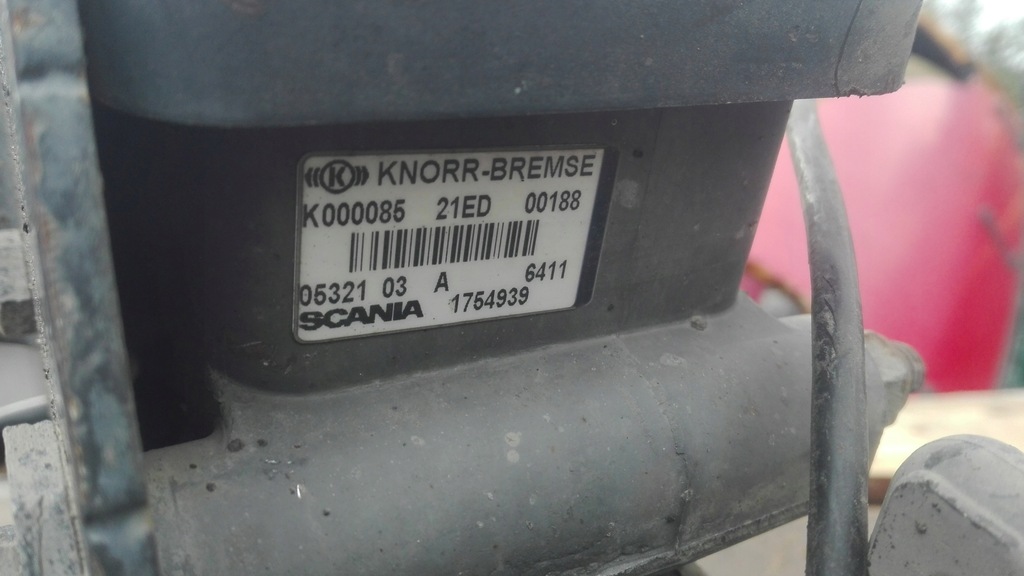 ((K)) KNORR-BREMSE
K000085 21ED 00188
05321 03 A 6411
SCANIA 1754939